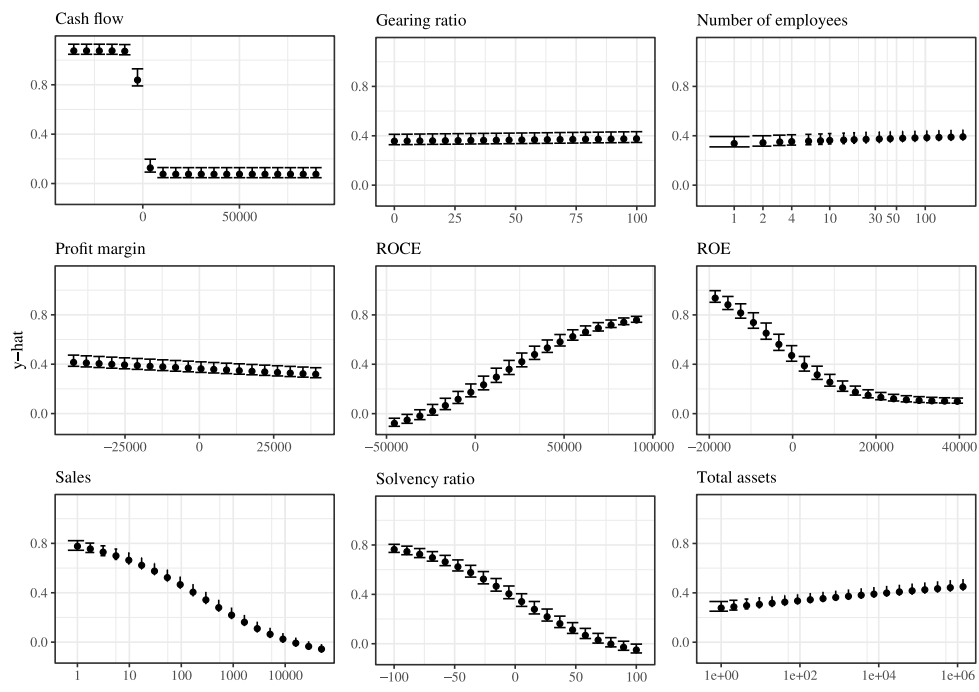 Cash flow
Gearing ratio
Number of employees
0.8
0.4
0.0
0.8
0.4
0.0
0.8
0.4
0.0
0 50000
0 25 50 75 100
1 2 4 10 30 50 100
Profit margin
ROCE
ROE
y−hat
0.8
0.4
0.0
0.8
0.4
0.0
0.8
0.4
0.0
−25000 0 25000
−50000 0 50000 100000
−20000 0 20000 40000
Sales
Solvency ratio
Total assets
0.8
0.4
0.0
0.8
0.4
0.0
0.8
0.4
0.0
1 10 100 1000 10000
−100 −50 0 50 100
1e+00 1e+02 1e+04 1e+06